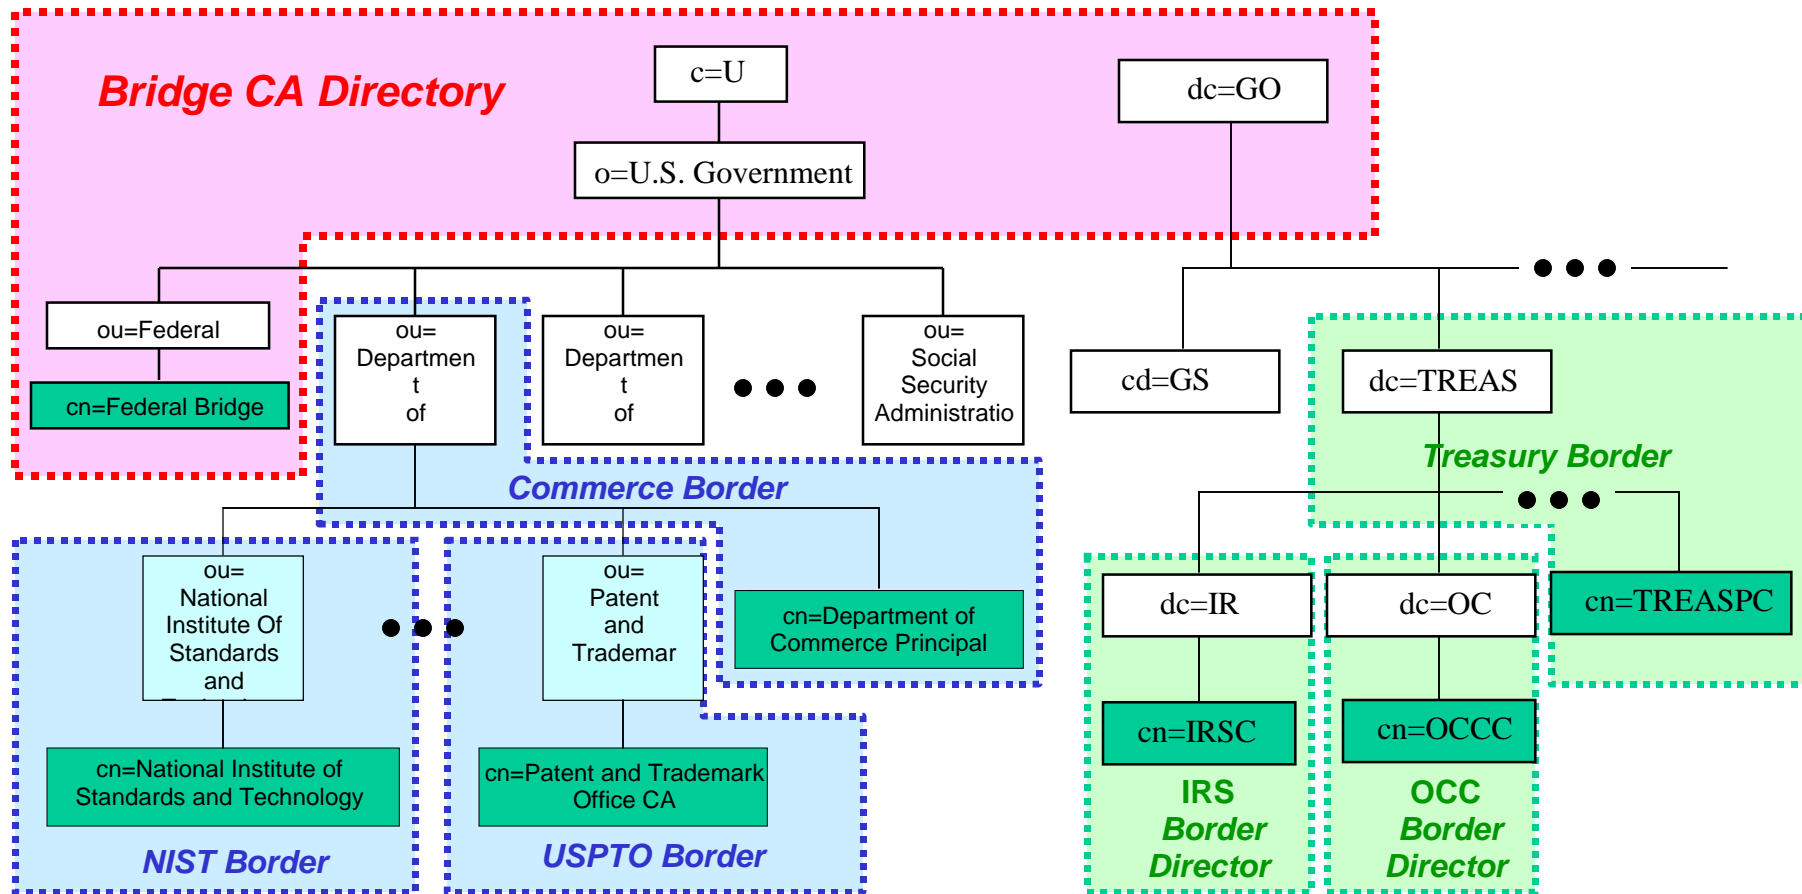 Bridge CA Directory
c=U
dc=GO
o=U.S. Government
ou=Federal
cn=Federal Bridge
ou=
Departmen
t
of
ou=
Departmen
t
of
ou=
Social
Security
Administratio
cd=GS
dc=TREAS
Commerce Border
Treasury Border
ou=
National
Institute Of
Standards
and
ou=
Patent
and
Trademar
cn=Department of
Commerce Principal
dc=IR
dc=OC
cn=TREASPC
cn=National Institute of
Standards and Technology
cn=Patent and Trademark
Office CA
cn=IRSC
cn=OCCC
NIST Border
USPTO Border
IRS
Border
Director
OCC
Border
Director